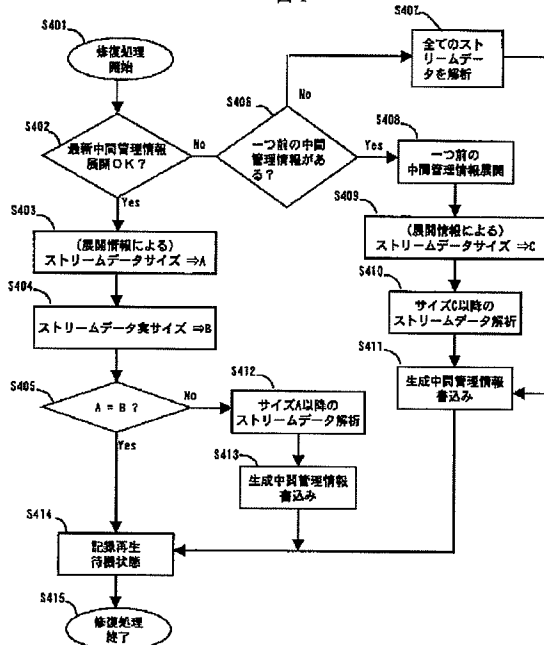 S401
修復処理
開始
S402
最新中間管理情報
展開OK？
No
Yes
S403
(展開情報による)
ストリームデータサイズ ⇒A
S404
ストリームデータ実サイズ ⇒B
S405
A = B ?
No
Yes
S406
一つ前の中間
管理情報がある？
No
Yes
S407
全てのスト
リームデー
タを解析
S408
一つ前の
中間管理情報展開
S409
(展開情報による)
ストリームデータサイズ ⇒C
S410
サイズC以降の
ストリームデータ解析
S411
生成中間管理情報
書込み
S412
サイズA以降の
ストリームデータ解析
S413
生成中間管理情報
書込み
S414
記録再生
待機状態
S415
修復処理
終了